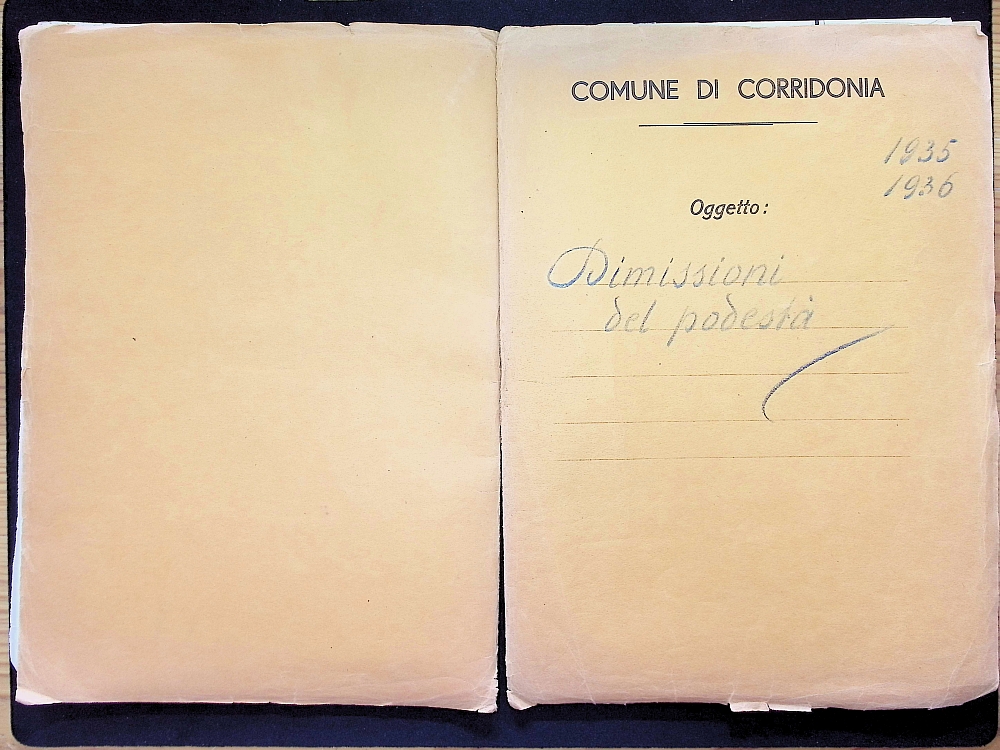 COMUNE DI CORRIDONIA
1935
1936
Oggetto:
Dimissioni
del podestà